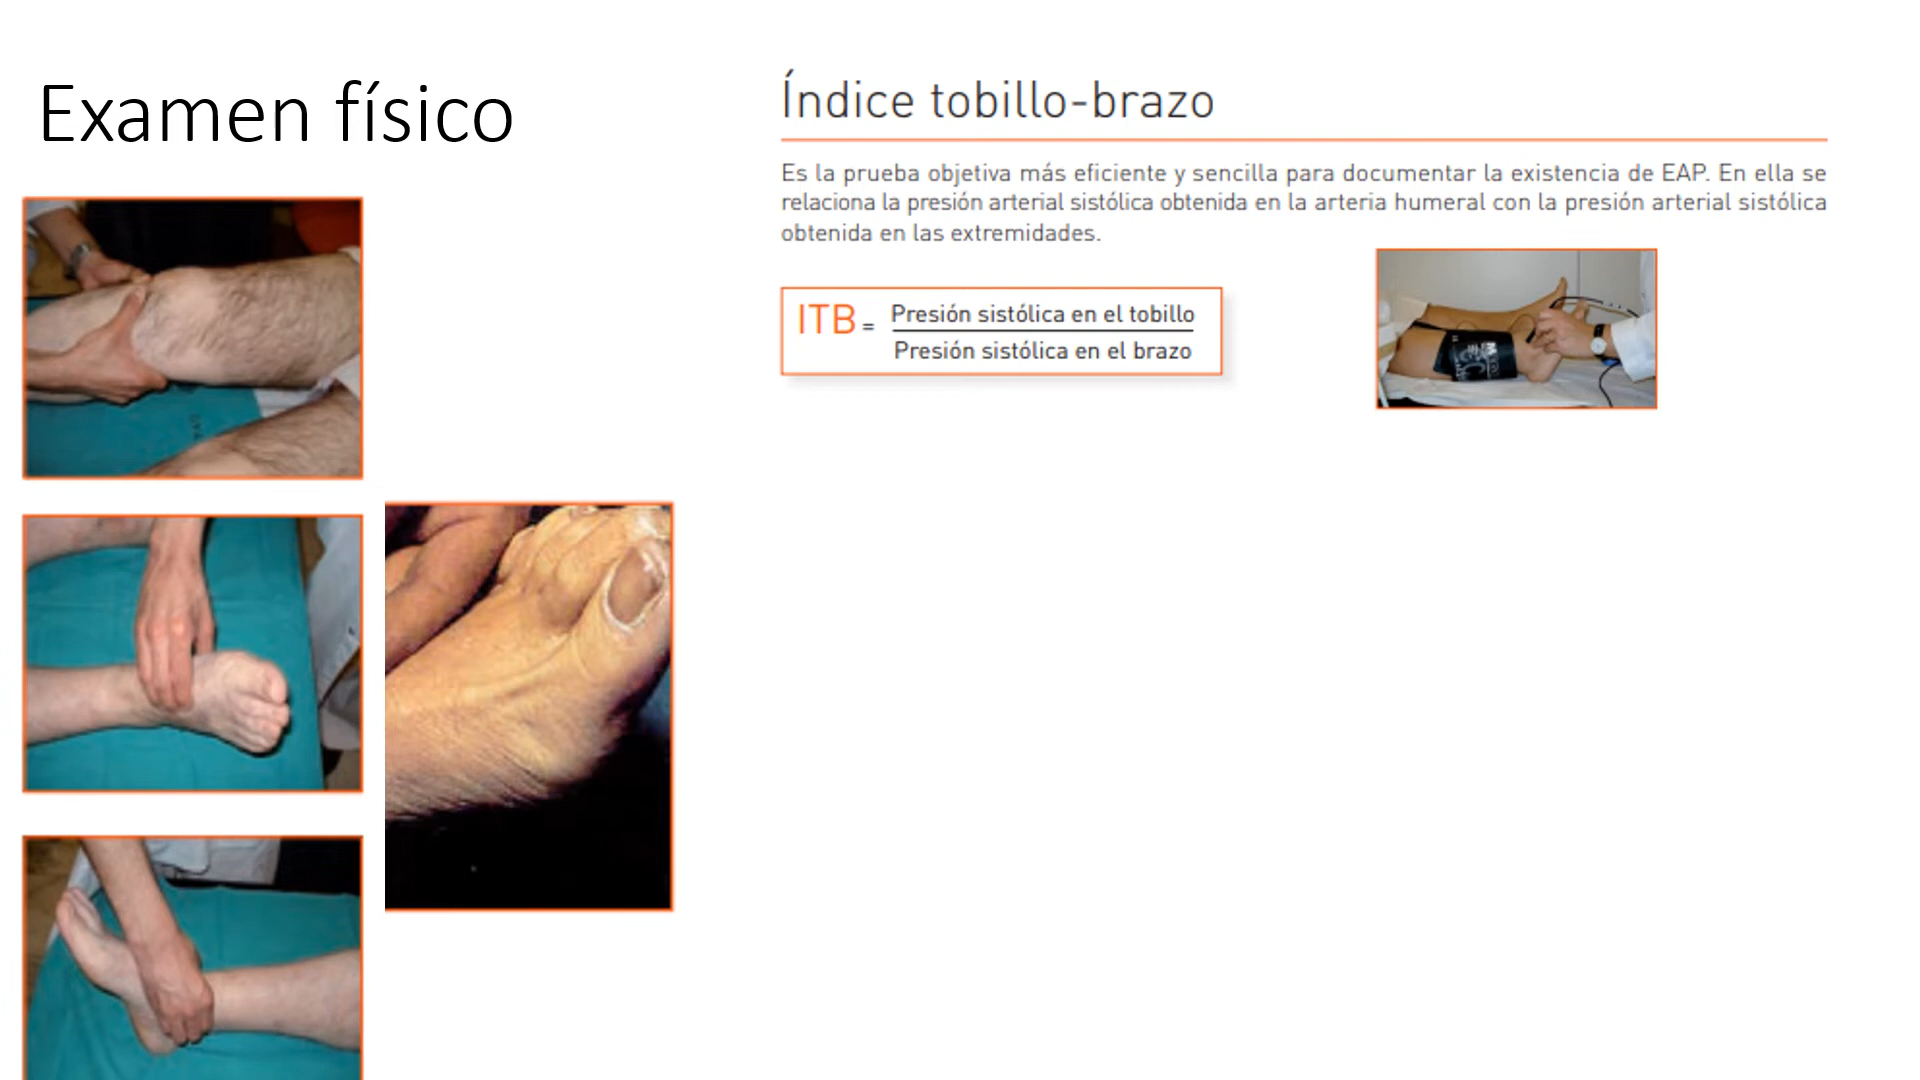 Examen físico
Índice tobillo-brazo
Es la prueba objetiva más eficiente y sencilla para documentar la existencia de EAP. En ella se
relaciona la presión arterial sistólica obtenida en la arteria humeral con la presión arterial sistólica
obtenida en las extremidades.
ITB = Presión sistólica en el tobillo
Presión sistólica en el brazo